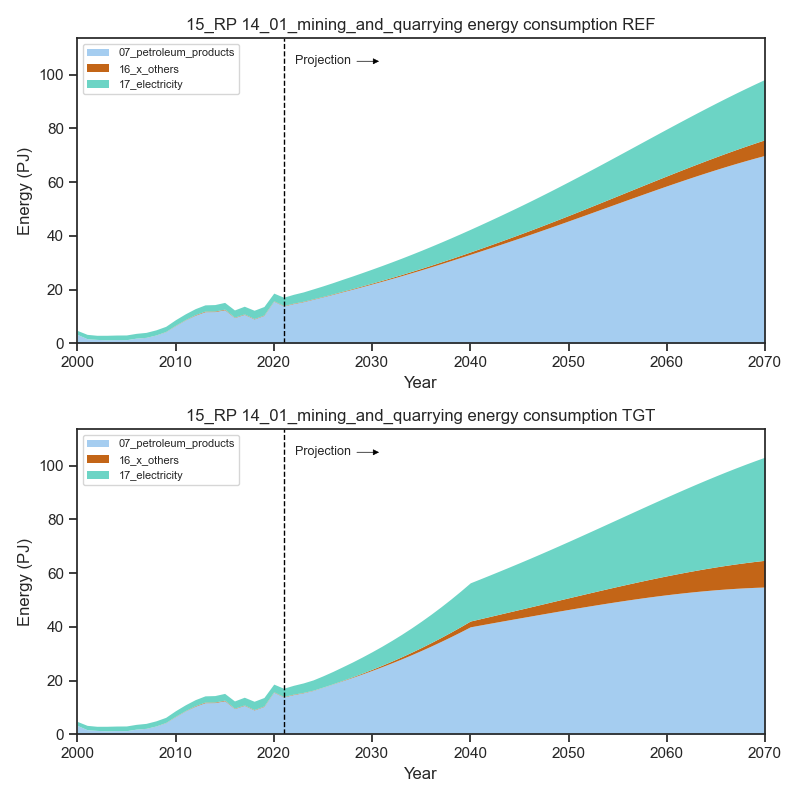 15_RP 14_01_mining_and_quarrying energy consumption REF
07_petroleum_products
16_x_others
17_electricity
Projection
Energy (PJ)
100
80
60
40
20
0
2000 2010 2020 2030 2040 2050 2060 2070
Year
15_RP 14_01_mining_and_quarrying energy consumption TGT
07_petroleum_products
16_x_others
17_electricity
Projection
Energy (PJ)
100
80
60
40
20
0
2000 2010 2020 2030 2040 2050 2060 2070
Year